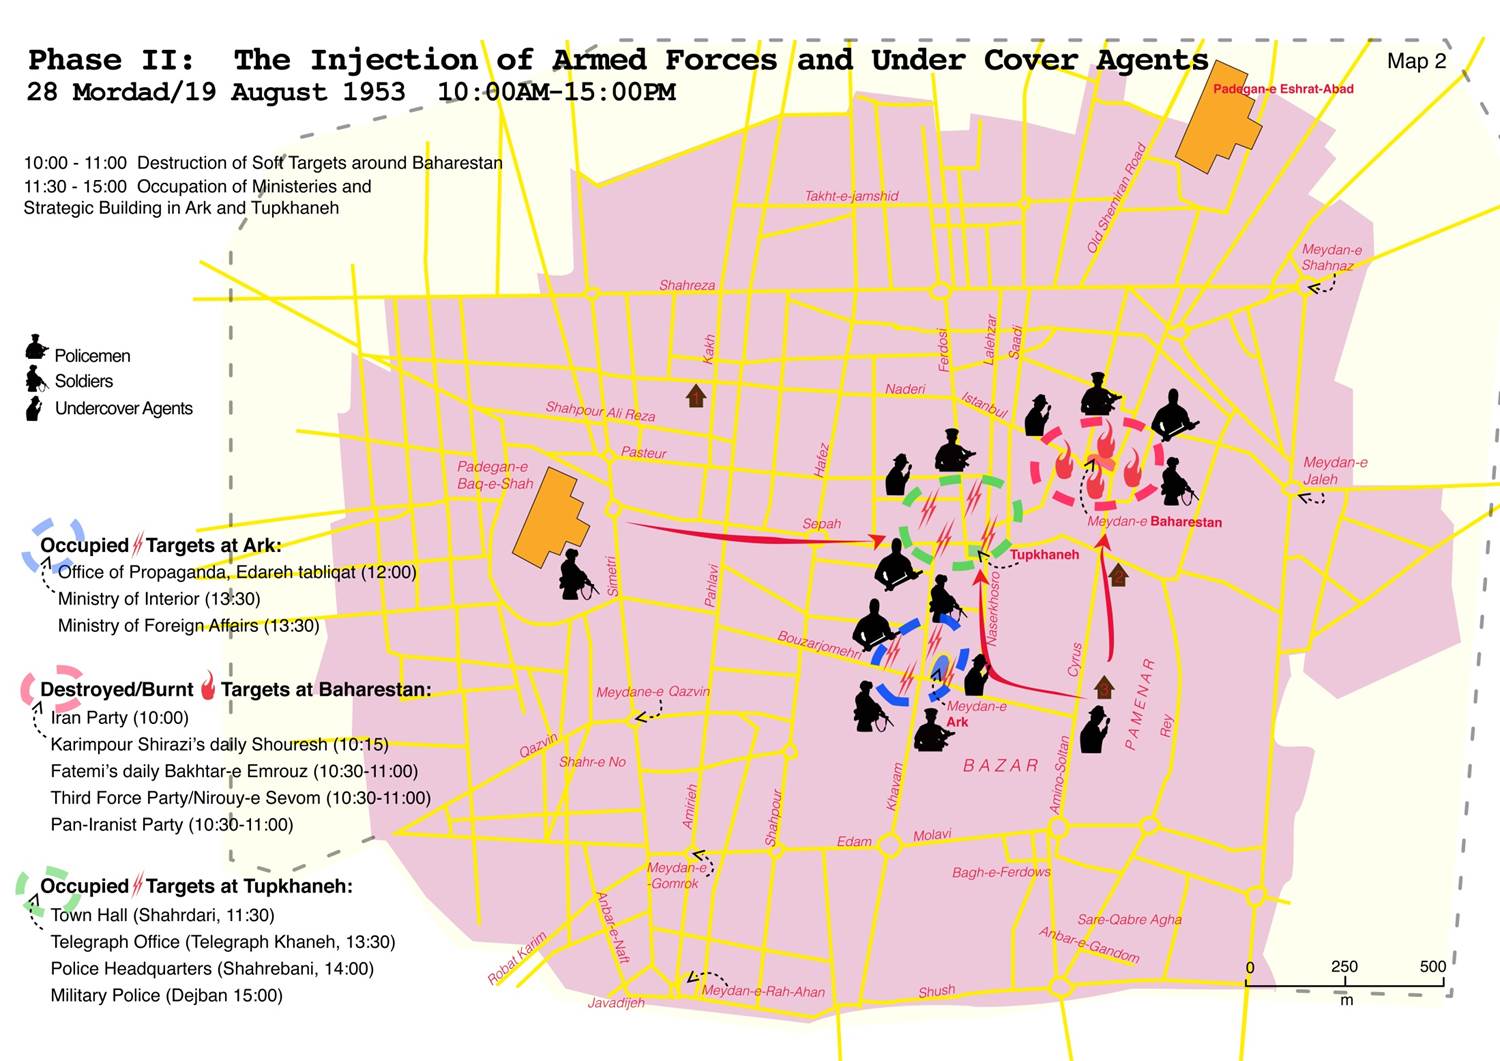 Phase II:  The Injection of Armed Forces and Under Cover Agents
Map 2
28 Mordad/19 August 1953  10:00AM-15:00PM
Padegan-e Eshrat-Abad
10:00 - 11:00  Destruction of Soft Targets around Baharestan
11:30 - 15:00  Occupation of Ministeries and
Strategic Building in Ark and Tupkhaneh
Takht-e-jamshid
Old Shemiran Road
Meydan-e
Shahnaz
Shahreza
Kakh
Ferdosi
Lalehzar
Saadi
Policemen
Soldiers
Undercover Agents
Naderi
Istanbul
1
Shahpour Ali Reza
Pasteur
Hafez
Padegan-e
Baq-e-Shah
Meydan-e
Jaleh
Sepah
Meydan-e Baharestan
Tupkhaneh
2
Simetri
Pahlavi
Naserkhosro
Occupied Targets at Ark:
Office of Propaganda, Edareh tabliqat (12:00)
Ministry of Interior (13:30)
Ministry of Foreign Affairs (13:30)
Bouzarjomehri
Cyrus
PAMENAR
Rey
3
Meydane-e Qazvin
Meydan-e
Ark
Destroyed/Burnt Targets at Baharestan:
Iran Party (10:00)
Karimpour Shirazi's daily Shouresh (10:15)
Fatemi's daily Bakhtar-e Emrouz (10:30-11:00)
Third Force Party/Nirouy-e Sevom (10:30-11:00)
Pan-Iranist Party (10:30-11:00)
Qazvin
Shahr-e No
BAZAR
Amirieh
Shahpour
Khavam
Amino-Soltan
Edam
Molavi
Meydan-e
-Gomrok
Bagh-e-Ferdows
Occupied Targets at Tupkhaneh:
Town Hall (Shahrdari, 11:30)
Telegraph Office (Telegraph Khaneh, 13:30)
Police Headquarters (Shahrebani, 14:00)
Military Police (Dejban 15:00)
Anbar-e-Naft
Robat Karim
Sare-Qabre Agha
Anbar-e-Gandom
Javadijeh
Meydan-e-Rah-Ahan
Shush
0 250 500
m